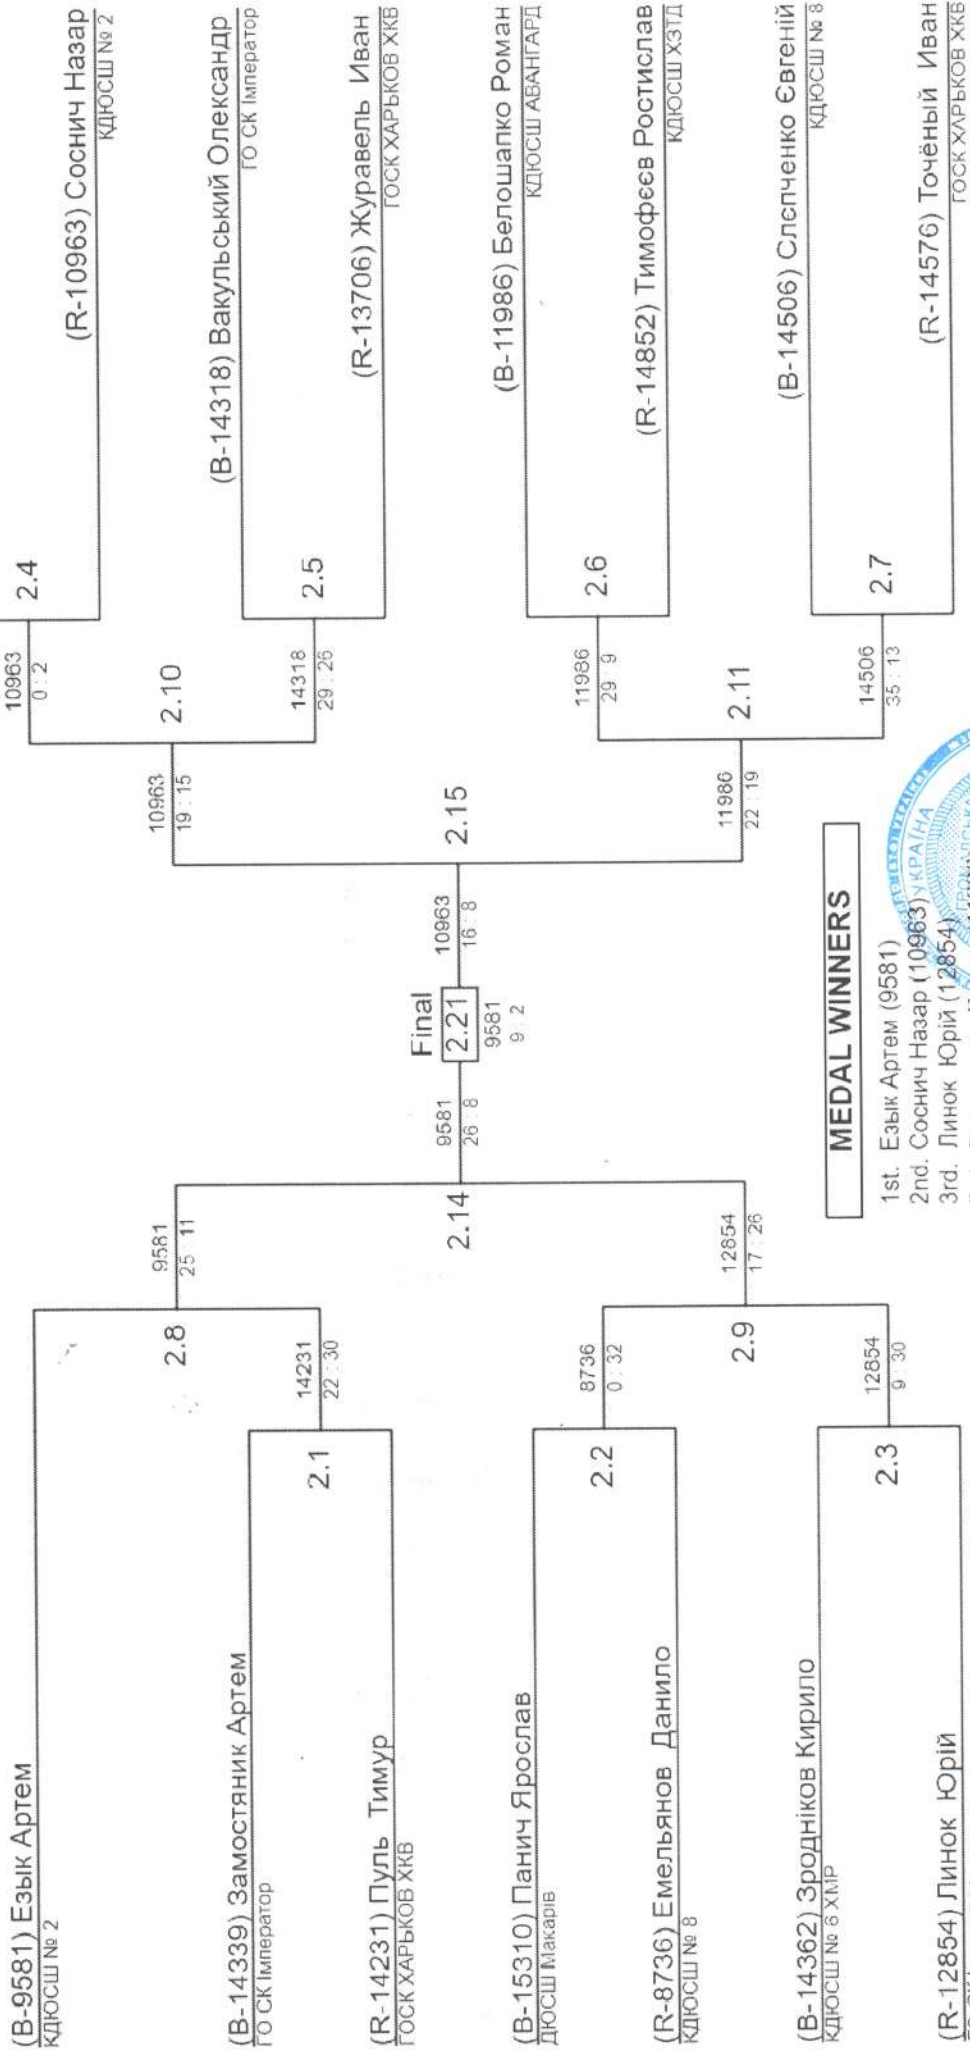 (B-9581) Езык Артем
КДЮСШ № 2
(B-14339) Замостяник Артем
ГО СК Імператор
(R-14231) Пуль Тимур
ГОСК ХАРЬКОВ ХКВ
(B-15310) Панич Ярослав
ДЮСШ Макарів
(R-8736) Емельянов Данило
КДЮСШ № 8
(B-14362) Зродніков Кирило
КДЮСШ № 6 ХМР
(R-12854) Линок Юрій
2.1
2.2
2.3
14231
22 : 30
8736
0 : 32
12854
9 : 30
2.8
2.9
9581
25 : 11
12854
17 : 26
2.14
9581
26 : 8
Final
2.21
9581
9 : 2
10963
16 : 8
2.15
10963
19 : 15
11986
22 : 19
2.10
2.11
10963
0 : 2
14318
29 : 26
11986
29 : 9
14506
35 : 13
2.4
2.5
2.6
2.7
(R-10963) Соснич Назар
КДЮСШ № 2
(B-14318) Вакульський Олександр
ГО СК Імператор
(R-13706) Журавель Иван
ГОСК ХАРЬКОВ ХКВ
(B-11986) Белошапко Роман
КДЮСШ АВАНГАРД
(R-14852) Тимофеєв Ростислав
КДЮСШ ХЗТД
(B-14506) Слєпченко Євгеній
КДЮСШ № 8
(R-14576) Точёный Иван
ГОСК ХАРЬКОВ ХКВ
MEDAL WINNERS
1st. Езык Артем (9581)
2nd. Соснич Назар (10963)
3rd. Линок Юрій (12854)
УКРАЇНА